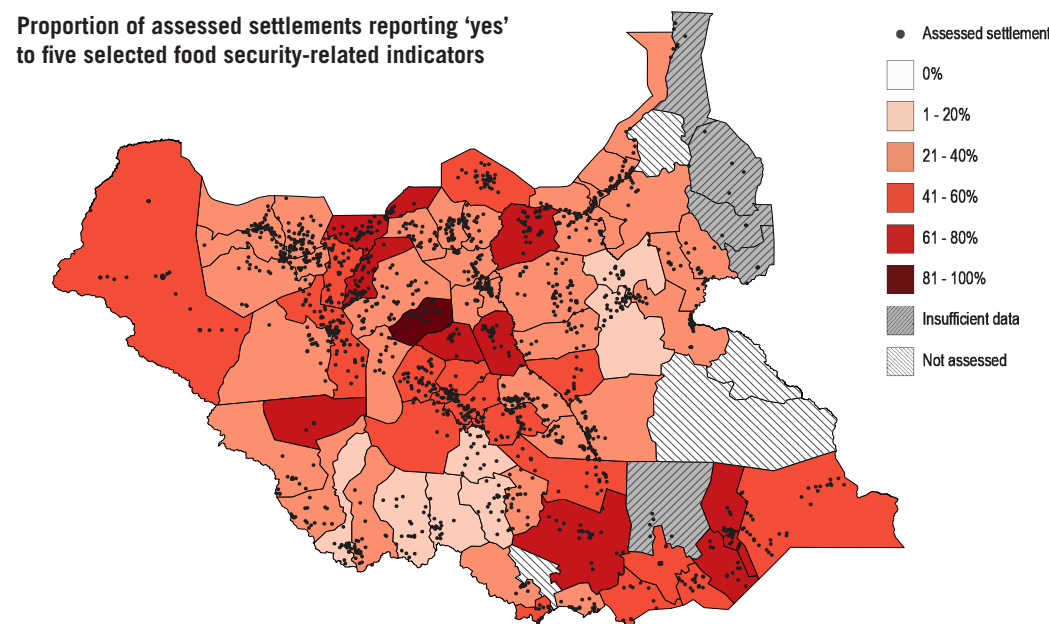 Proportion of assessed settlements reporting ‘yes’
to five selected food security-related indicators
Assessed settlement
0%
1 - 20%
21 - 40%
41 - 60%
61 - 80%
81 - 100%
Insufficient data
Not assessed